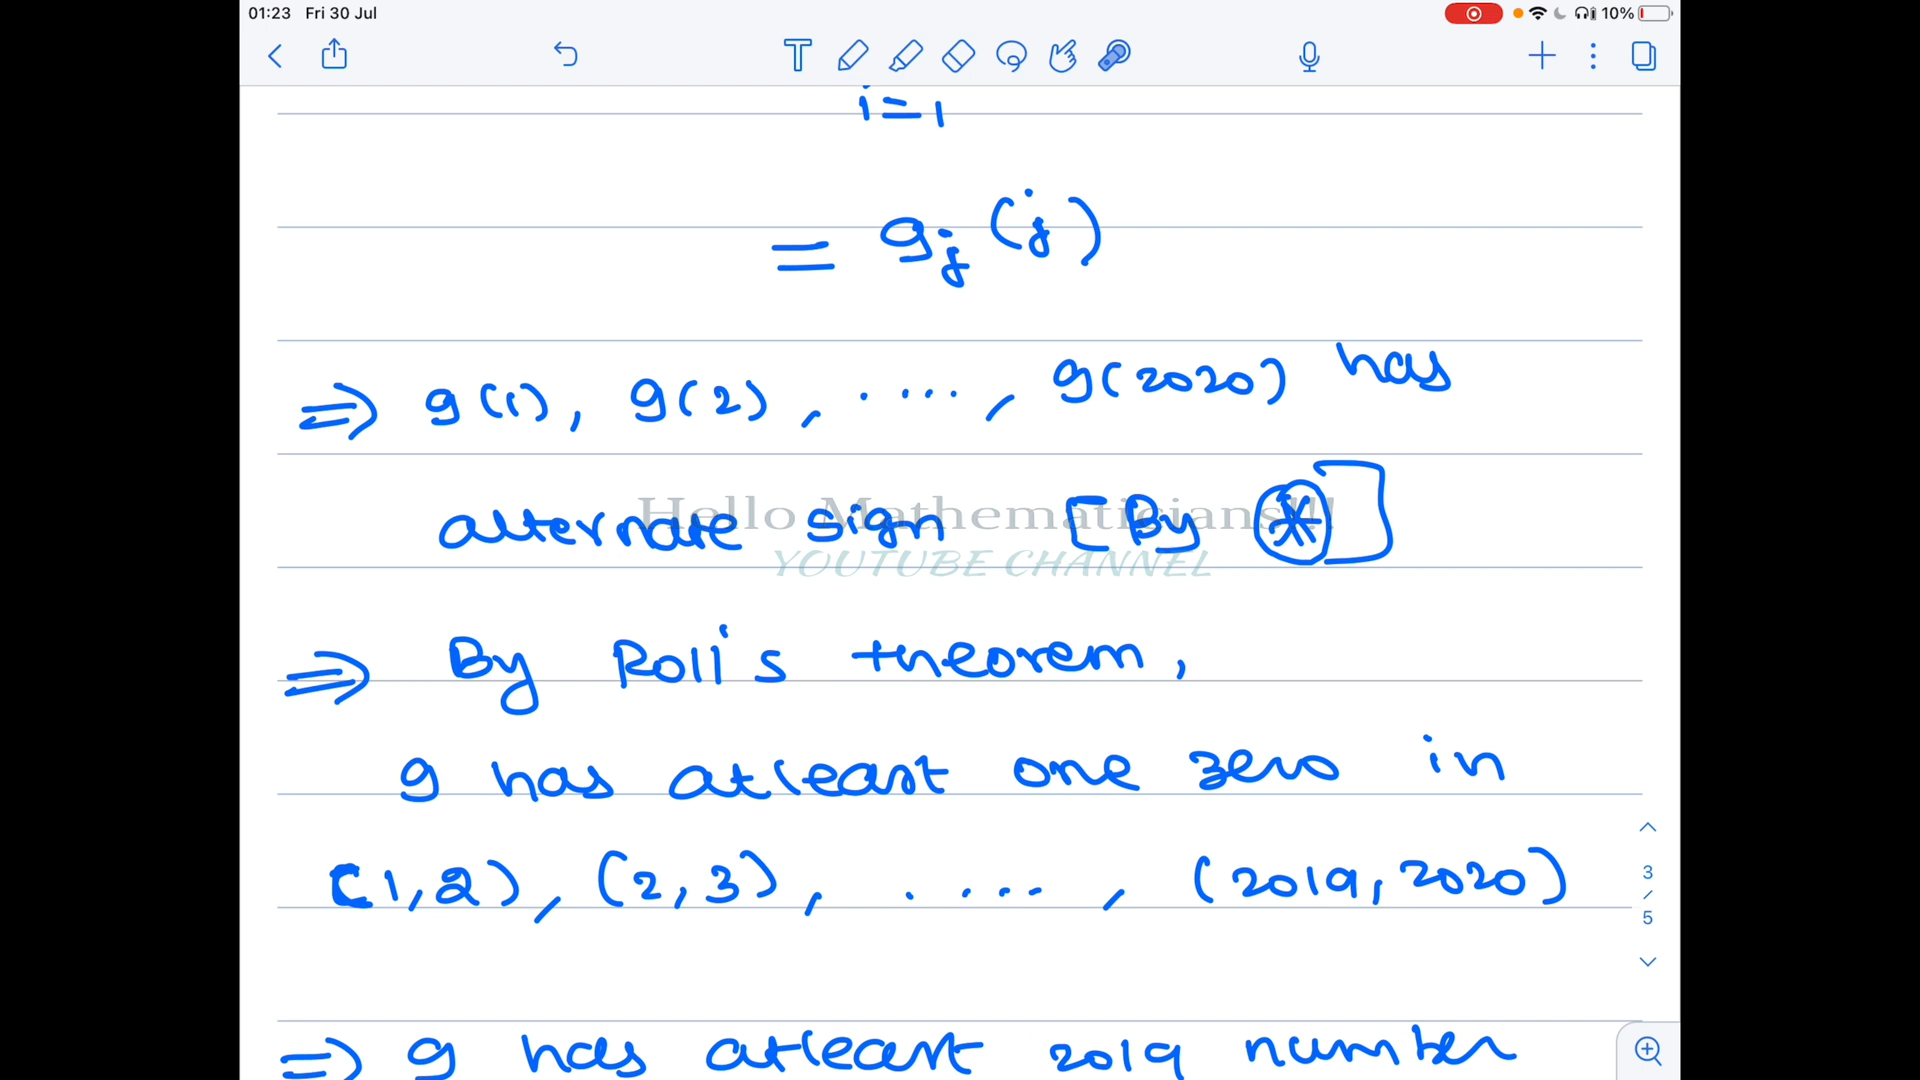 01:23 Fri 30 Jul 10%
i=1
= gj(j)
⇒ g(1), g(2), ...., g(2020) has
Hello Mathematicians!!!
alternate sign [By ⊛]
YOUTUBE CHANNEL
⇒ By Roll's theorem,
g has atleast one zero in
(1,2), (2,3), ....., (2019, 2020)
3
/
5
⇒ g has atleast 2019 number